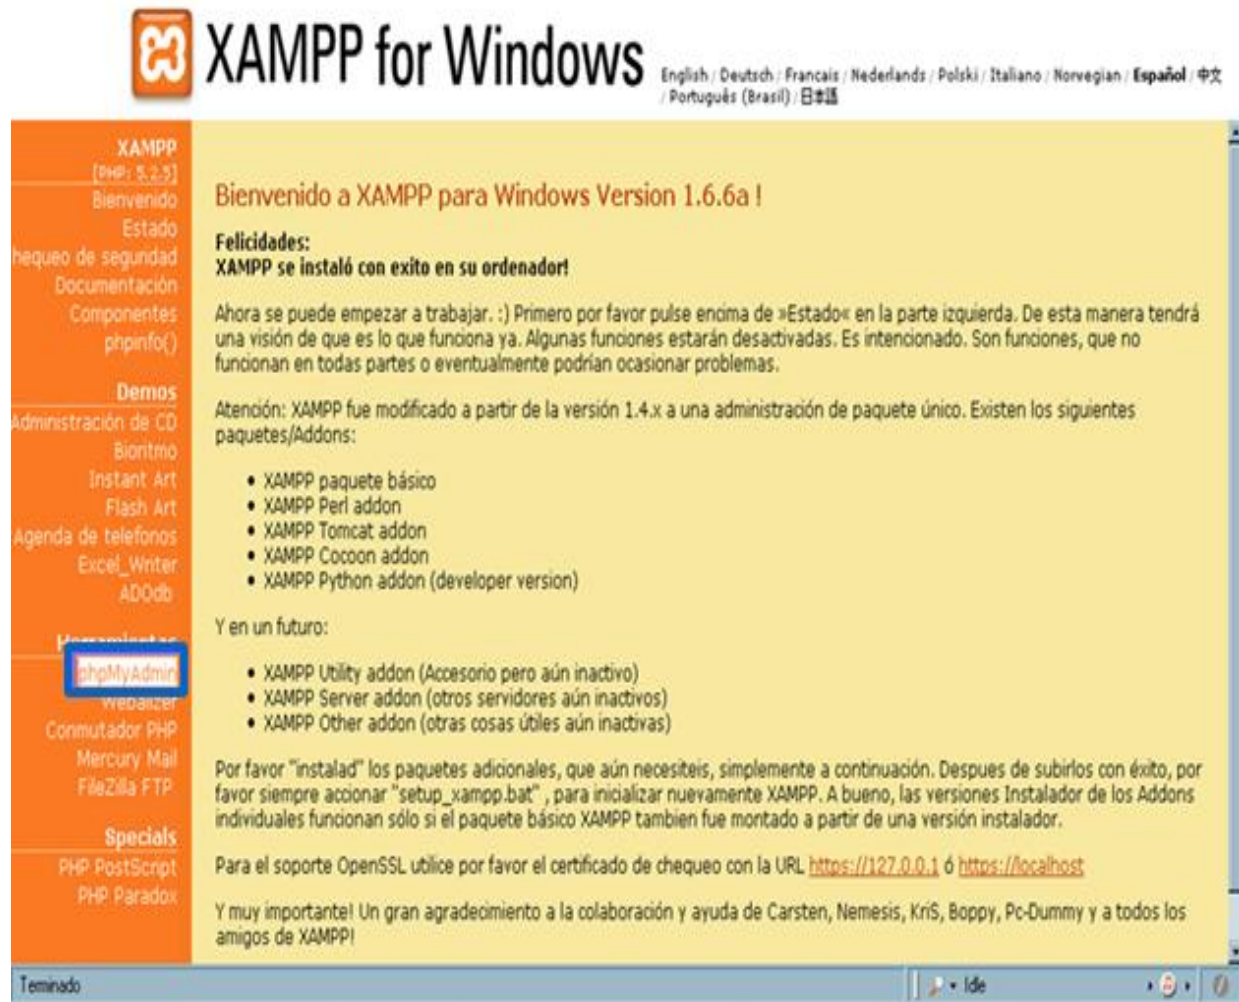 XAMPP for Windows
English / Deutsch / Francais / Nederlands / Polski / Italiano / Norwegian / Español / 中文
/ Português (Brasil) / 日本語
XAMPP
[PHP: 5.2.5]
Bienvenido
Estado
hequeo de seguridad
Documentación
Componentes
phpinfo()
Demos
Administración de CD
Bioritmo
Instant Art
Flash Art
Agenda de telefonos
Excel_Writer
ADOdb
Herramientas
phpMyAdmin
Webalizer
Conmutador PHP
Mercury Mail
FileZilla FTP
Specials
PHP PostScript
PHP Paradox
Bienvenido a XAMPP para Windows Version 1.6.6a !
Felicidades:
XAMPP se instaló con exito en su ordenador!
Ahora se puede empezar a trabajar. :) Primero por favor pulse encima de »Estado« en la parte izquierda. De esta manera tendrá
una visión de que es lo que funciona ya. Algunas funciones estarán desactivadas. Es intencionado. Son funciones, que no
funcionan en todas partes o eventualmente podrían ocasionar problemas.
Atención: XAMPP fue modificado a partir de la versión 1.4.x a una administración de paquete único. Existen los siguientes
paquetes/Addons:
• XAMPP paquete básico
• XAMPP Perl addon
• XAMPP Tomcat addon
• XAMPP Cocoon addon
• XAMPP Python addon (developer version)
Y en un futuro:
• XAMPP Utility addon (Accesorio pero aún inactivo)
• XAMPP Server addon (otros servidores aún inactivos)
• XAMPP Other addon (otras cosas útiles aún inactivas)
Por favor "instalad" los paquetes adicionales, que aún necesiteis, simplemente a continuación. Despues de subirlos con éxito, por
favor siempre accionar "setup_xampp.bat" , para inicializar nuevamente XAMPP. A bueno, las versiones Instalador de los Addons
individuales funcionan sólo si el paquete básico XAMPP tambien fue montado a partir de una versión instalador.
Para el soporte OpenSSL utilice por favor el certificado de chequeo con la URL https://127.0.0.1 ó https://localhost
Y muy importante! Un gran agradecimiento a la colaboración y ayuda de Carsten, Nemesis, KriS, Boppy, Pc-Dummy y a todos los
amigos de XAMPP!
Teminado
Idle